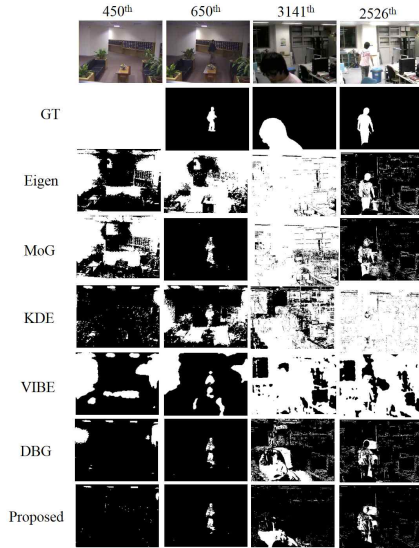 450th 650th 3141th 2526th
GT
Eigen
MoG
KDE
VIBE
DBG
Proposed